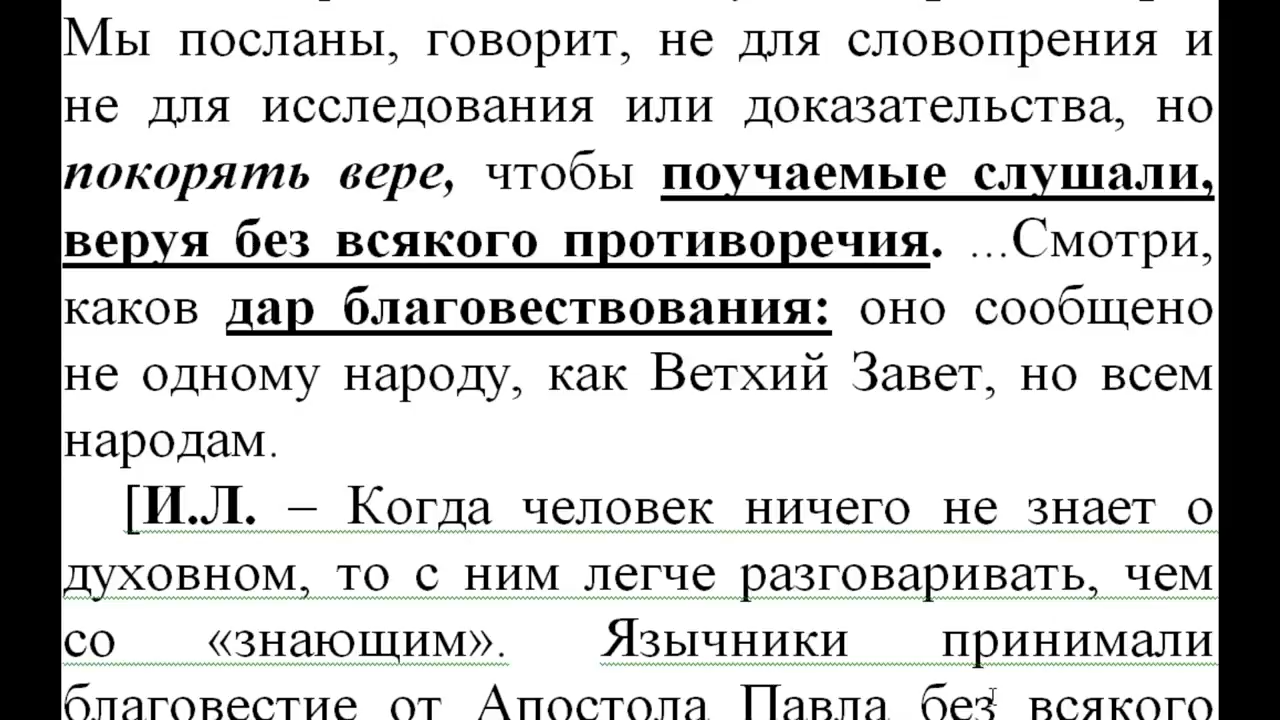 Мы посланы, говорит, не для словопрения и
не для исследования или доказательства, но
покорять вере, чтобы поучаемые слушали,
веруя без всякого противоречия. ...Смотри,
каков дар благовествования: оно сообщено
не одному народу, как Ветхий Завет, но всем
народам.
[И.Л. – Когда человек ничего не знает о
духовном, то с ним легче разговаривать, чем
со «знающим». Язычники принимали
благовестие от Апостола Павла без всякого